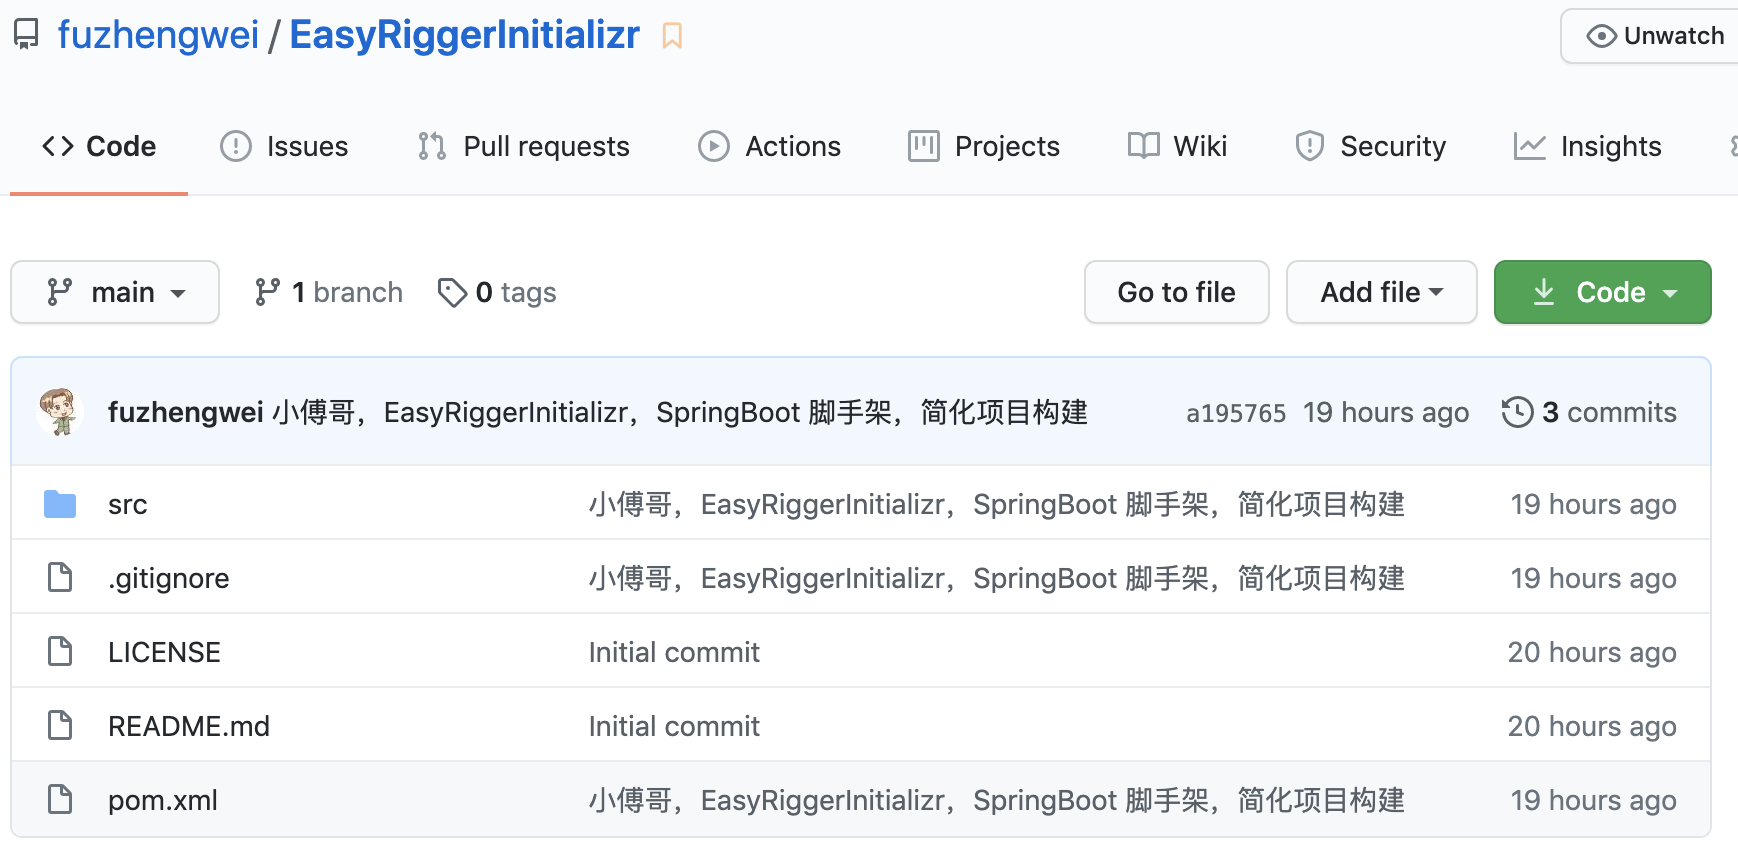 fuzhengwei / EasyRiggerInitializr Unwatch
Code Issues Pull requests Actions Projects Wiki Security Insights
main 1 branch 0 tags Go to file Add file Code
fuzhengwei 小傅哥，EasyRiggerInitializr，SpringBoot 脚手架，简化项目构建 a195765 19 hours ago 3 commits
src 小傅哥，EasyRiggerInitializr，SpringBoot 脚手架，简化项目构建 19 hours ago
.gitignore 小傅哥，EasyRiggerInitializr，SpringBoot 脚手架，简化项目构建 19 hours ago
LICENSE Initial commit 20 hours ago
README.md Initial commit 20 hours ago
pom.xml 小傅哥，EasyRiggerInitializr，SpringBoot 脚手架，简化项目构建 19 hours ago